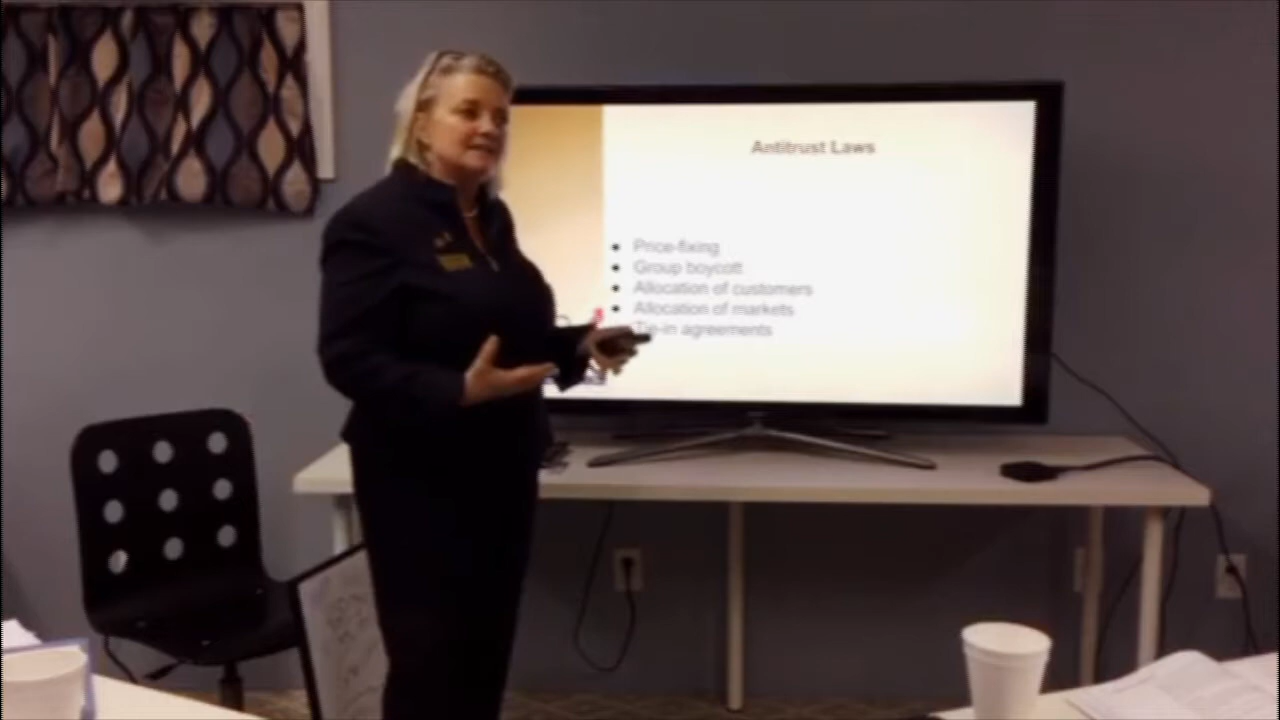 Antitrust Laws
Price-fixing
Group boycott
Allocation of customers
Allocation of markets
Tie-in agreements